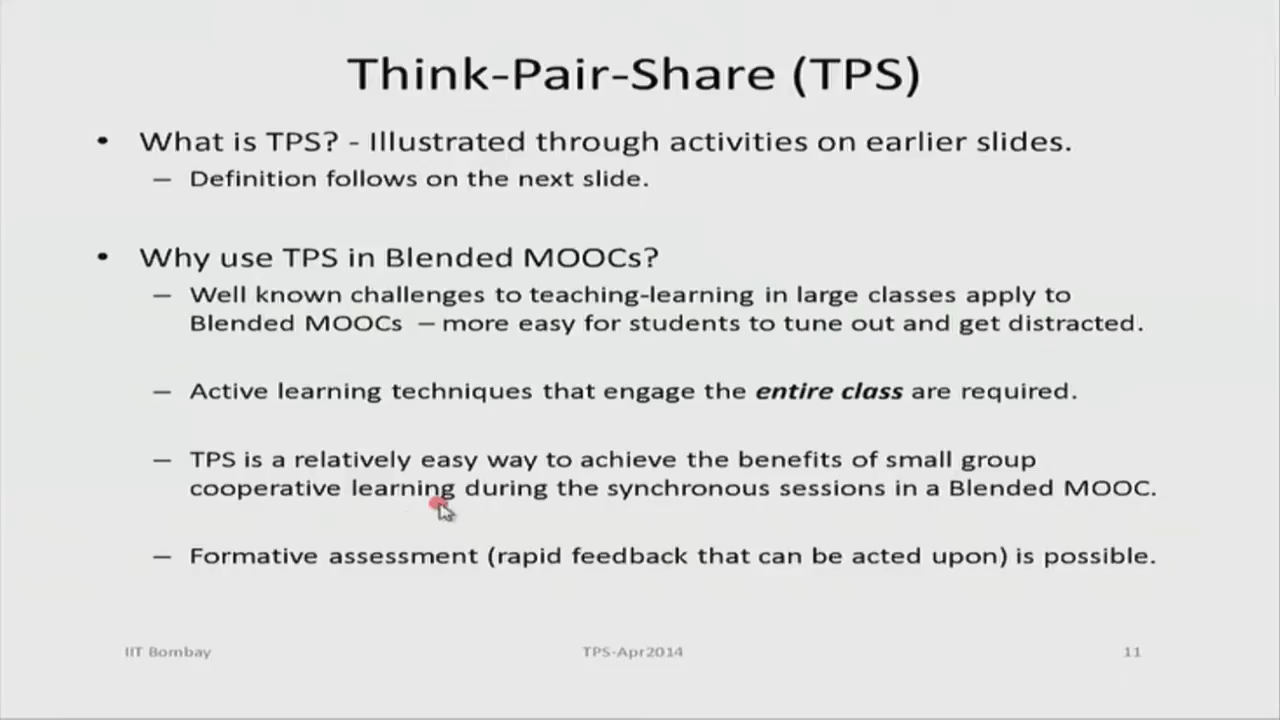 Think-Pair-Share (TPS)
• What is TPS? - Illustrated through activities on earlier slides.
– Definition follows on the next slide.
• Why use TPS in Blended MOOCs?
– Well known challenges to teaching-learning in large classes apply to
Blended MOOCs – more easy for students to tune out and get distracted.
– Active learning techniques that engage the entire class are required.
– TPS is a relatively easy way to achieve the benefits of small group
cooperative learning during the synchronous sessions in a Blended MOOC.
– Formative assessment (rapid feedback that can be acted upon) is possible.
IIT Bombay TPS-Apr2014 11